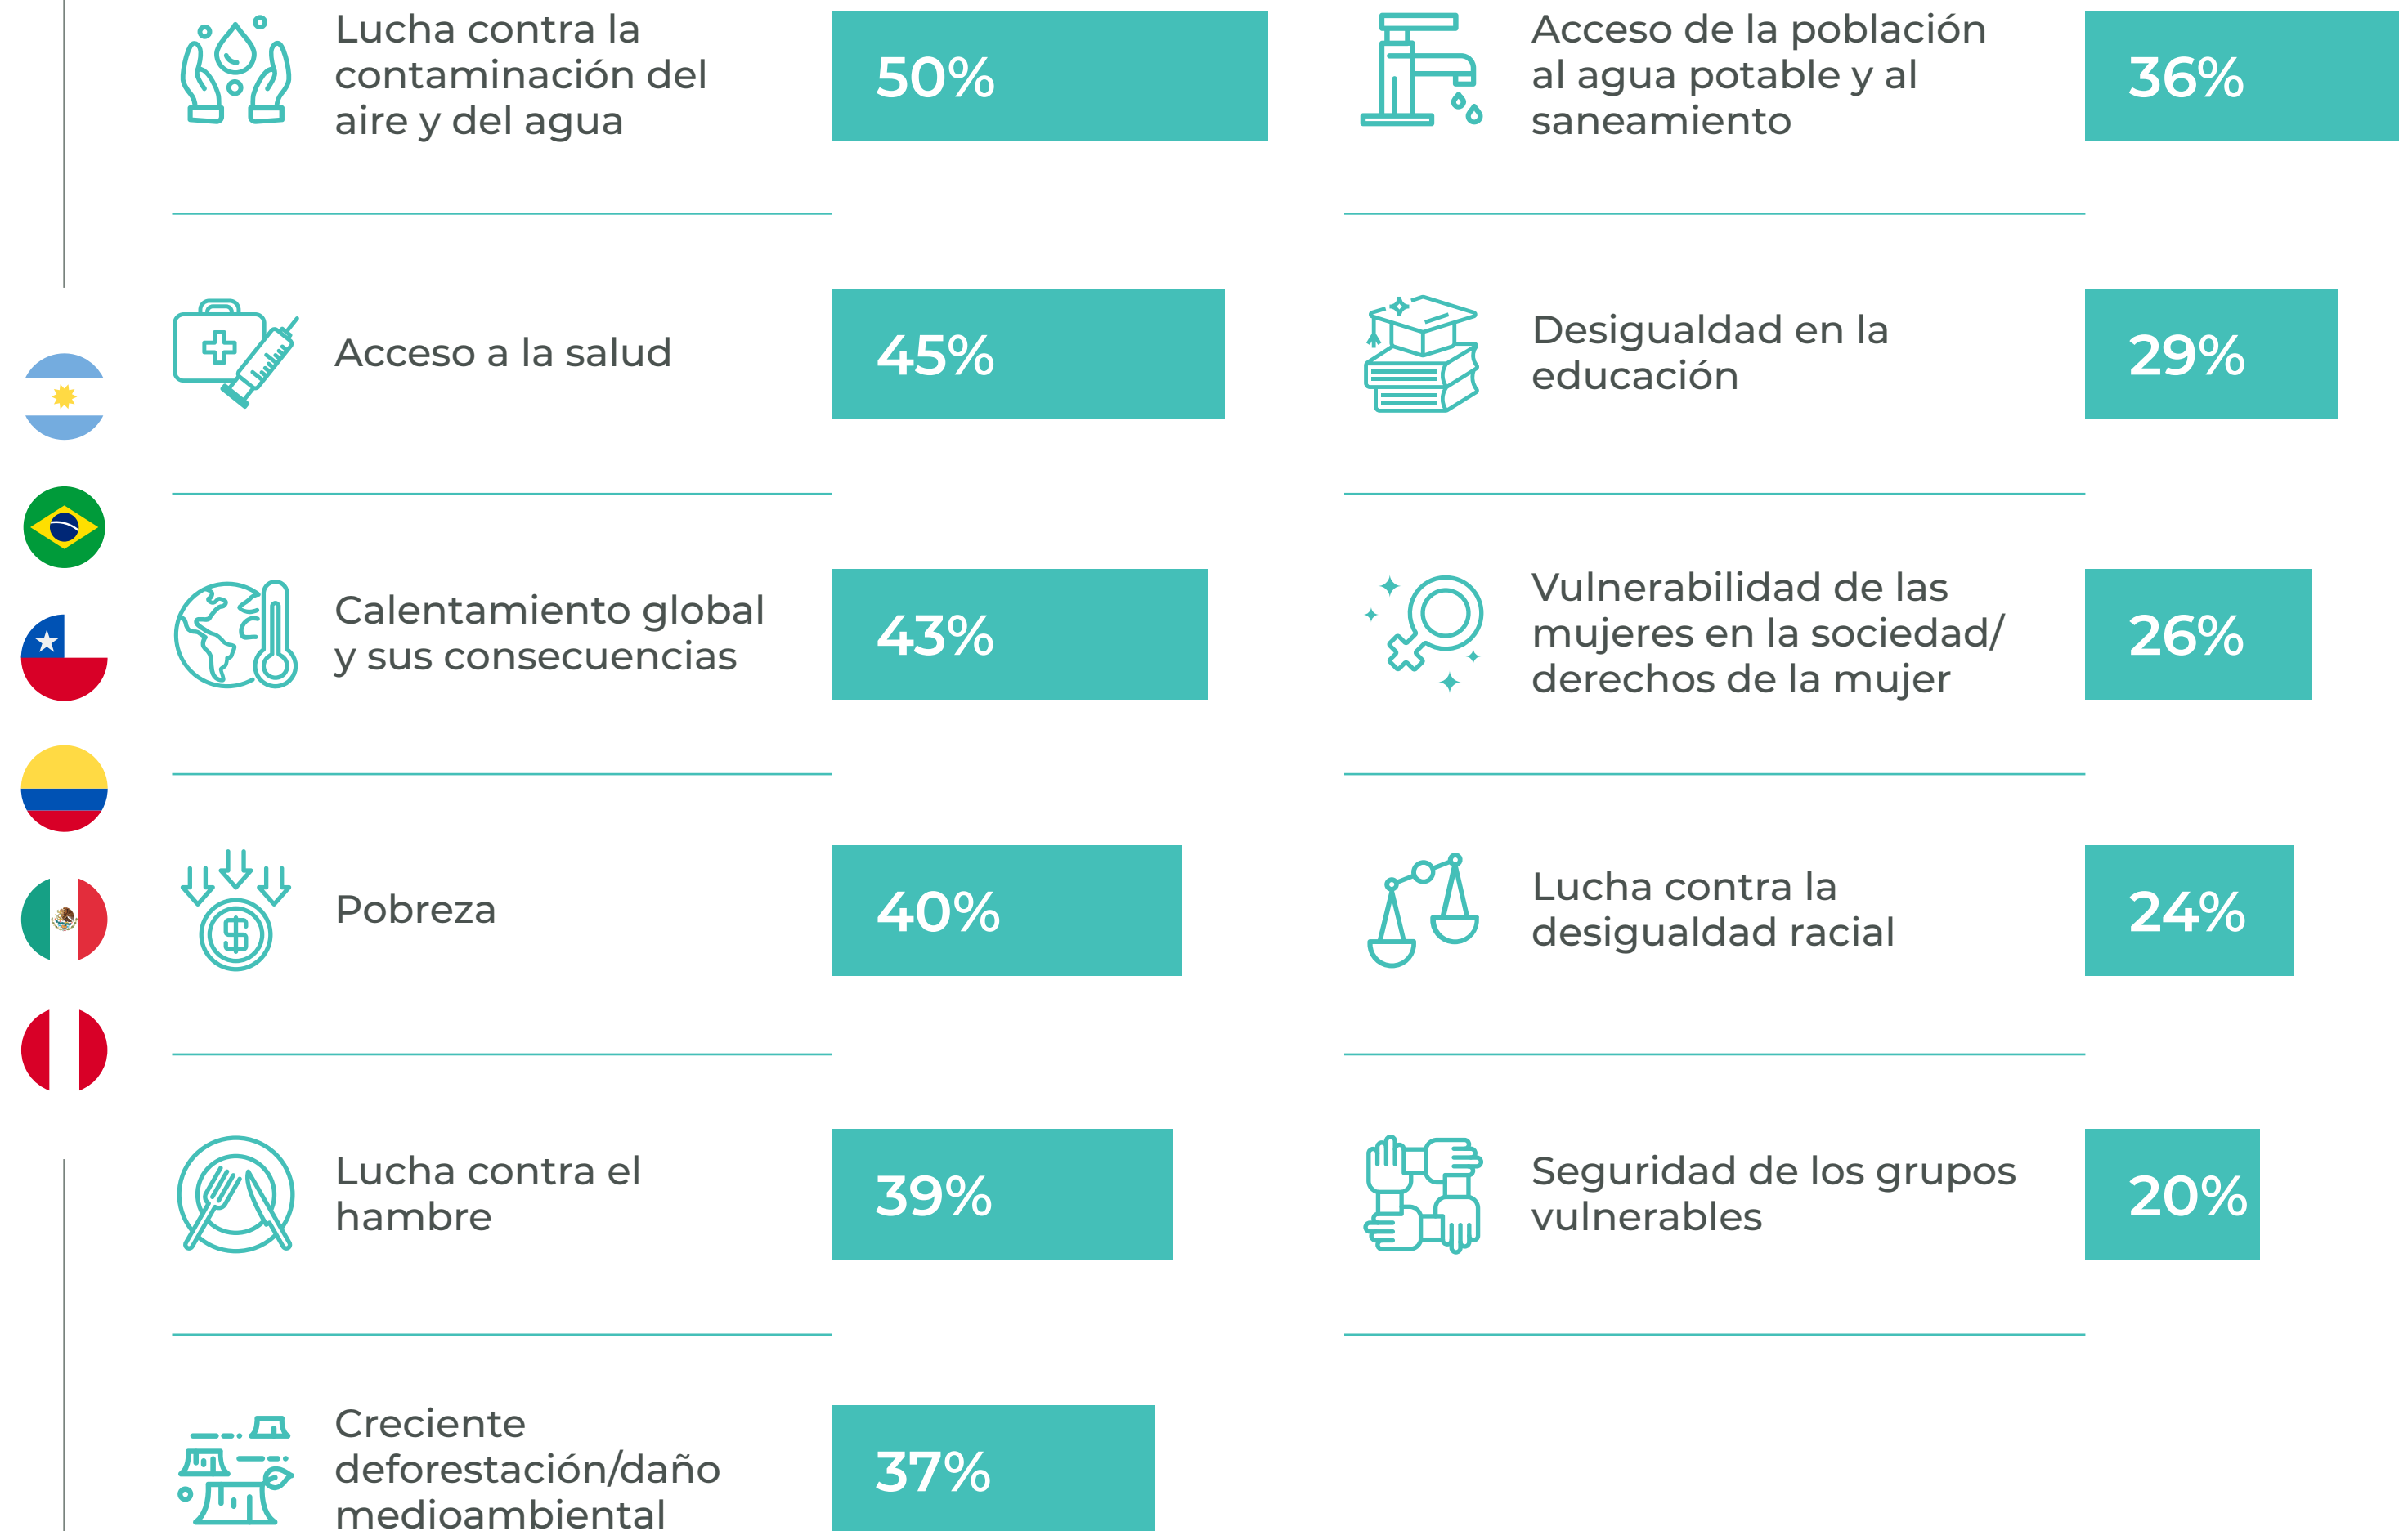 Lucha contra la
contaminación del
aire y del agua
50%
Acceso a la salud
45%
Calentamiento global
y sus consecuencias
43%
Pobreza
40%
Lucha contra el
hambre
39%
Creciente
deforestación/daño
medioambiental
37%
Acceso de la población
al agua potable y al
saneamiento
36%
Desigualdad en la
educación
29%
Vulnerabilidad de las
mujeres en la sociedad/
derechos de la mujer
26%
Lucha contra la
desigualdad racial
24%
Seguridad de los grupos
vulnerables
20%